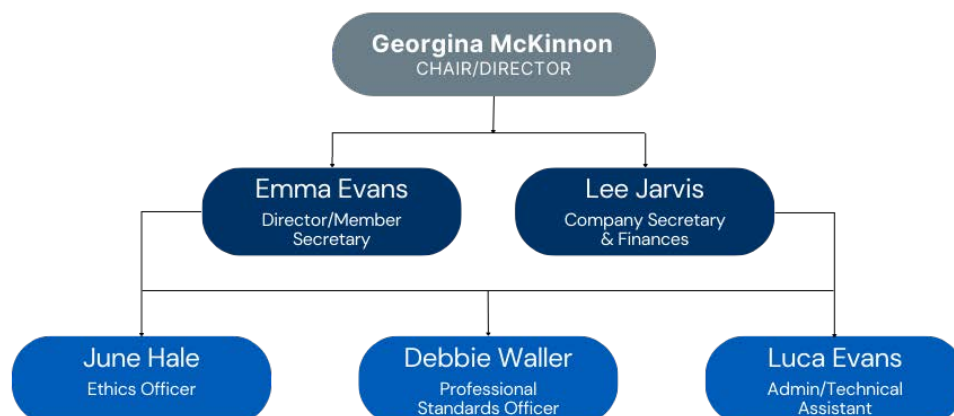 Georgina McKinnon
CHAIR/DIRECTOR
Emma Evans
Director/Member
Secretary
Lee Jarvis
Company Secretary
& Finances
June Hale
Ethics Officer
Debbie Waller
Professional
Standards Officer
Luca Evans
Admin/Technical
Assistant